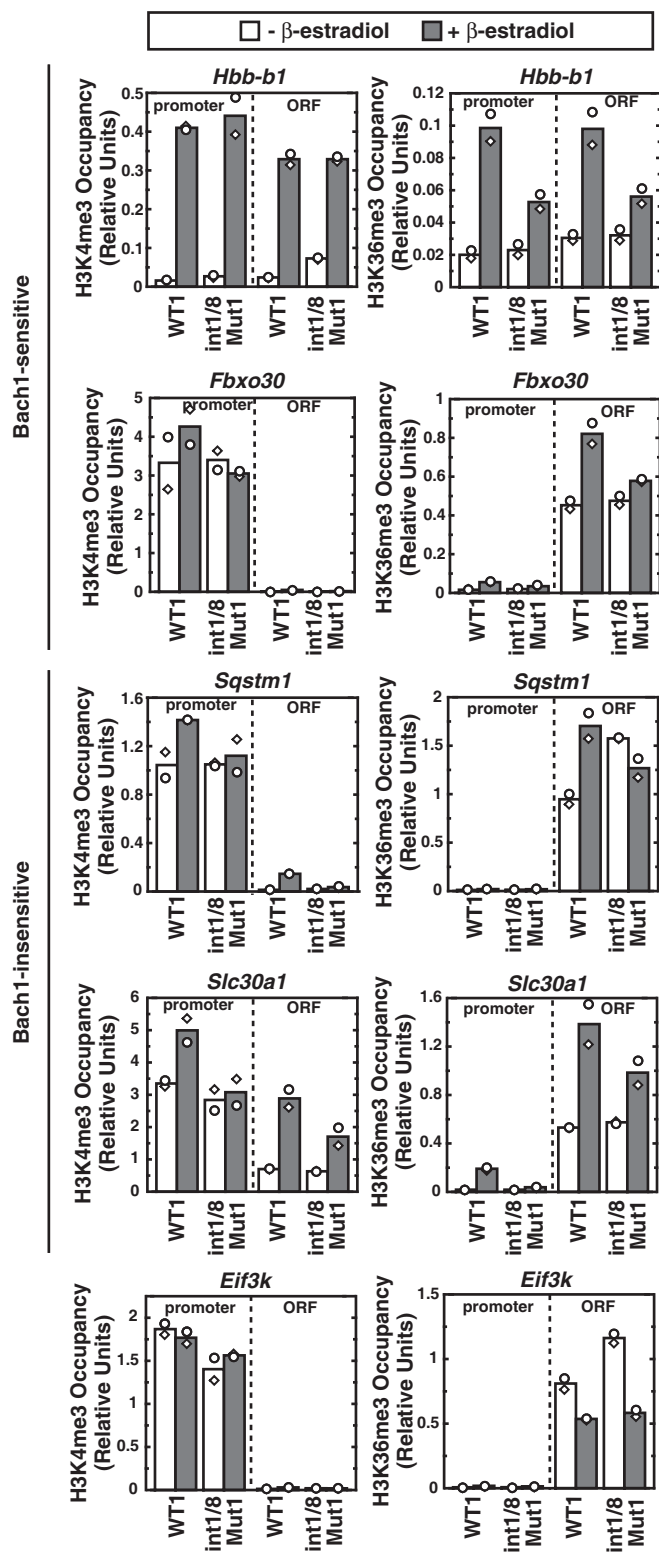 - β-estradiol + β-estradiol
Bach1-sensitive
Hbb-b1
H3K4me3 Occupancy
(Relative Units)
0.5
0.4
0.3
0.2
0.1
0
promoter ORF
WT1 int1/8 Mut1 WT1 int1/8 Mut1
Hbb-b1
H3K36me3 Occupancy
(Relative Units)
0.12
0.1
0.08
0.06
0.04
0.02
0
promoter ORF
WT1 int1/8 Mut1 WT1 int1/8 Mut1
Fbxo30
H3K4me3 Occupancy
(Relative Units)
5
4
3
2
1
0
promoter ORF
WT1 int1/8 Mut1 WT1 int1/8 Mut1
Fbxo30
H3K36me3 Occupancy
(Relative Units)
1
0.8
0.6
0.4
0.2
0
promoter ORF
WT1 int1/8 Mut1 WT1 int1/8 Mut1
Bach1-insensitive
Sqstm1
H3K4me3 Occupancy
(Relative Units)
1.6
1.2
0.8
0.4
0
promoter ORF
WT1 int1/8 Mut1 WT1 int1/8 Mut1
Sqstm1
H3K36me3 Occupancy
(Relative Units)
2
1.5
1
0.5
0
promoter ORF
WT1 int1/8 Mut1 WT1 int1/8 Mut1
Slc30a1
H3K4me3 Occupancy
(Relative Units)
6
5
4
3
2
1
0
promoter ORF
WT1 int1/8 Mut1 WT1 int1/8 Mut1
Slc30a1
H3K36me3 Occupancy
(Relative Units)
1.6
1.2
0.8
0.4
0
promoter ORF
WT1 int1/8 Mut1 WT1 int1/8 Mut1
Eif3k
H3K4me3 Occupancy
(Relative Units)
2
1.5
1
0.5
0
promoter ORF
WT1 int1/8 Mut1 WT1 int1/8 Mut1
Eif3k
H3K36me3 Occupancy
(Relative Units)
1.5
1
0.5
0
promoter ORF
WT1 int1/8 Mut1 WT1 int1/8 Mut1